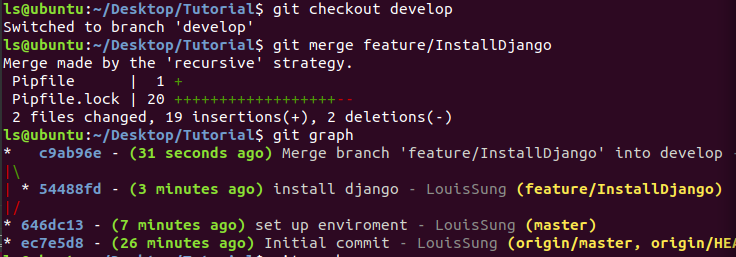 ls@ubuntu:~/Desktop/Tutorial$ git checkout develop
Switched to branch 'develop'
ls@ubuntu:~/Desktop/Tutorial$ git merge feature/InstallDjango
Merge made by the 'recursive' strategy.
 Pipfile      |  1 +
 Pipfile.lock | 20 ++++++++++++++++++--
 2 files changed, 19 insertions(+), 2 deletions(-)
ls@ubuntu:~/Desktop/Tutorial$ git graph
*   c9ab96e - (31 seconds ago) Merge branch 'feature/InstallDjango' into develop -
|\
| * 54488fd - (3 minutes ago) install django - LouisSung (feature/InstallDjango)
|/
* 646dc13 - (7 minutes ago) set up enviroment - LouisSung (master)
* ec7e5d8 - (26 minutes ago) Initial commit - LouisSung (origin/master, origin/HEA